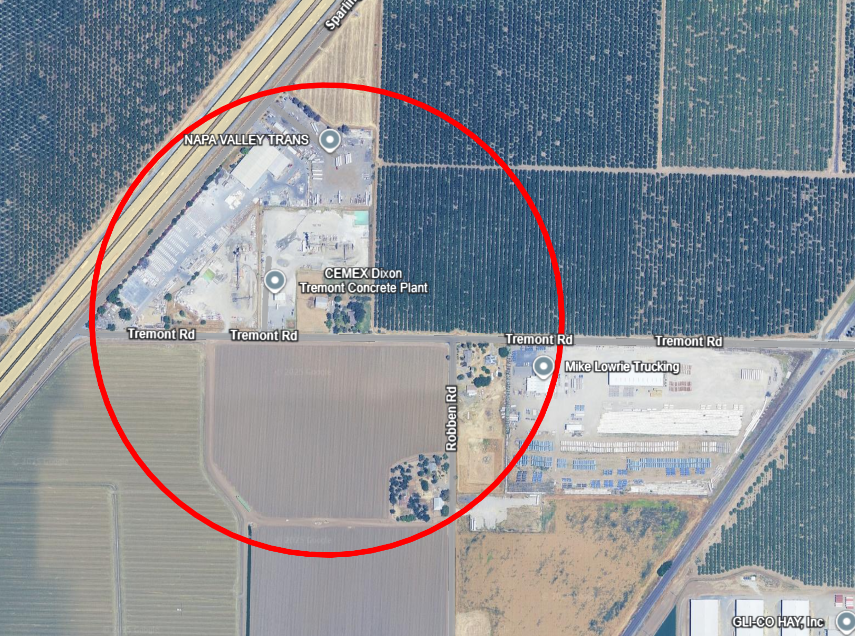 Sparlin
NAPA VALLEY TRANS
CEMEX Dixon
Tremont Concrete Plant
Tremont Rd
Tremont Rd
Tremont Rd
Tremont Rd
Mike Lowrie Trucking
Robben Rd
GLI-CO HAY, Inc